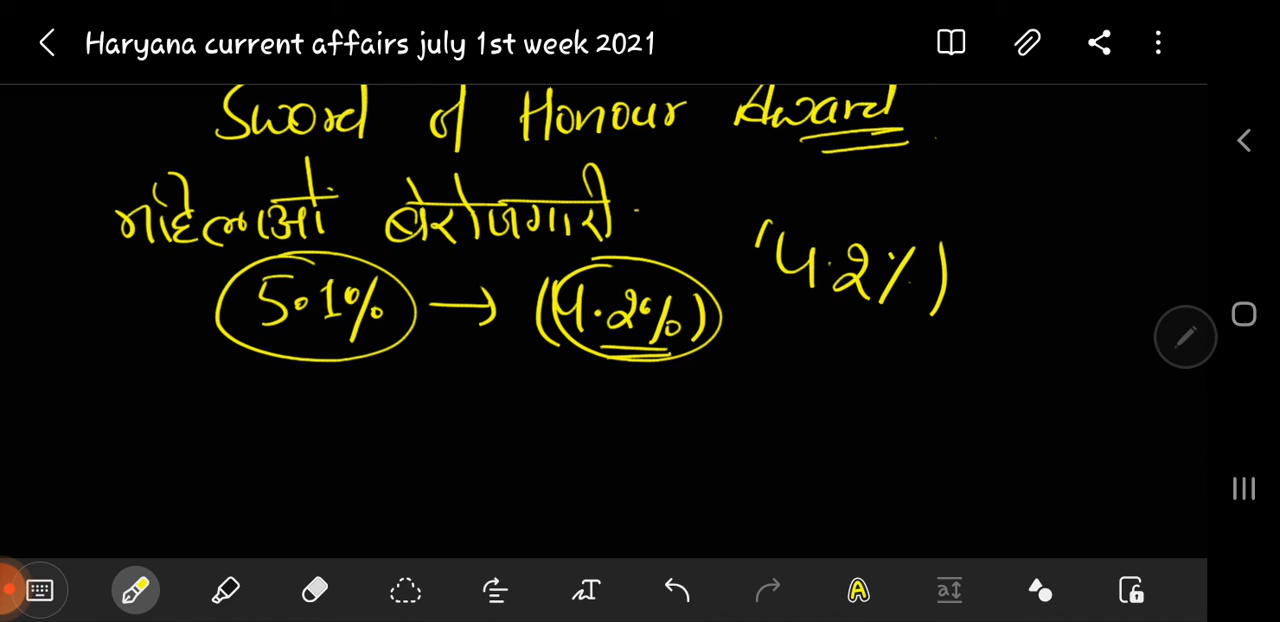 Haryana current affairs july 1st week 2021
Sword of Honour Award
महिलाओं बेरोजगारी
5.1% → (4.2%) (4.2%)